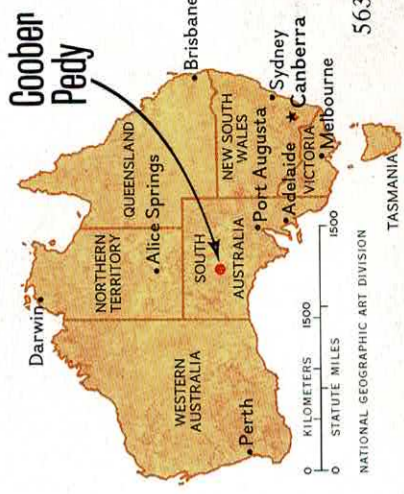 Coober
Pedy
Darwin
NORTHERN
TERRITORY
QUEENSLAND
Alice Springs
Brisbane
WESTERN
AUSTRALIA
SOUTH
AUSTRALIA
NEW SOUTH
WALES
Port Augusta
Sydney
Perth
Adelaide
Canberra
VICTORIA
Melbourne
0 KILOMETERS 1500
0 STATUTE MILES 1500
NATIONAL GEOGRAPHIC ART DIVISION
TASMANIA
563